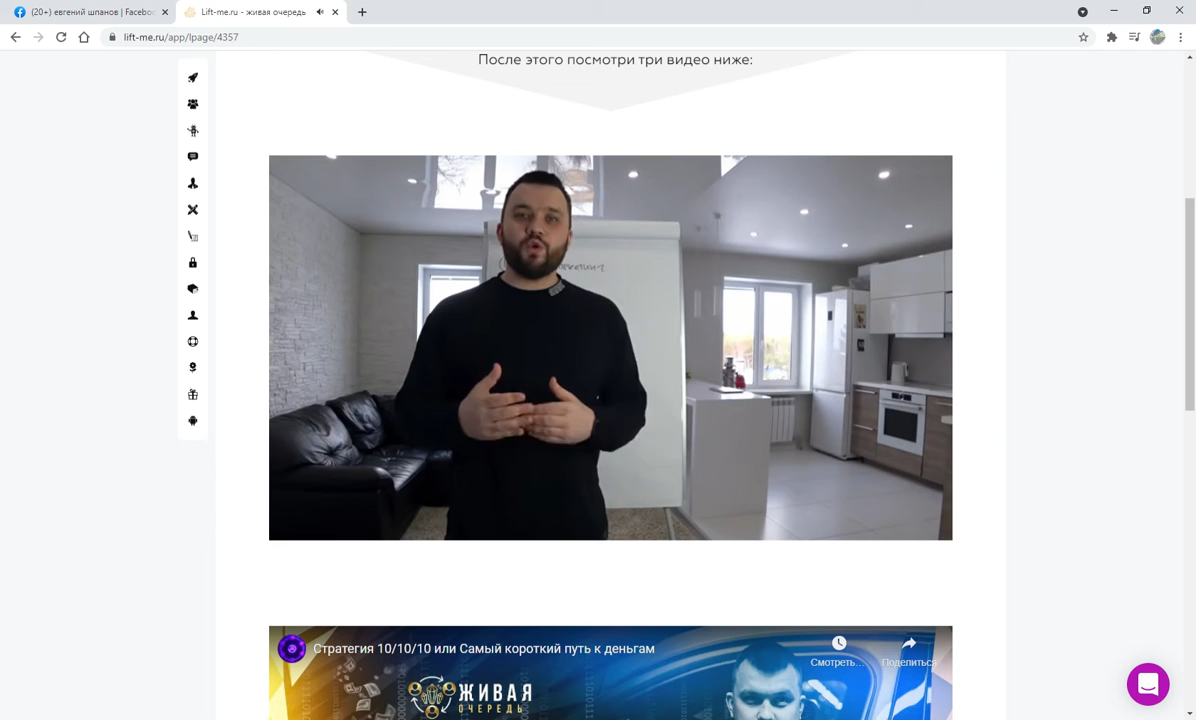 (20+) евгений шпанов | Facebo
Lift-me.ru - живая очередь
lift-me.ru/app/lpage/4357
После этого посмотри три видео ниже:
Стратегия 10/10/10 или Самый короткий путь к деньгам
Смотреть...
Поделиться
ЖИВАЯ
ОЧЕРЕДЬ